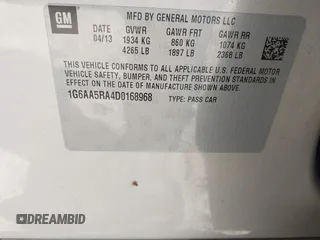 GM
MFD BY GENERAL MOTORS LLC
DATE GVWR GAWR FRT GAWR RR
04/13 1934 KG 860 KG 1074 KG
4265 LB 1897 LB 2368 LB
THIS VEHICLE CONFORMS TO ALL APPLICABLE U.S. FEDERAL MOTOR
VEHICLE SAFETY, BUMPER, AND THEFT PREVENTION STANDARDS IN
EFFECT ON THE DATE OF MANUFACTURE SHOWN ABOVE.
1G6AA5RA4D0168968 TYPE: PASS CAR
DREAMBID